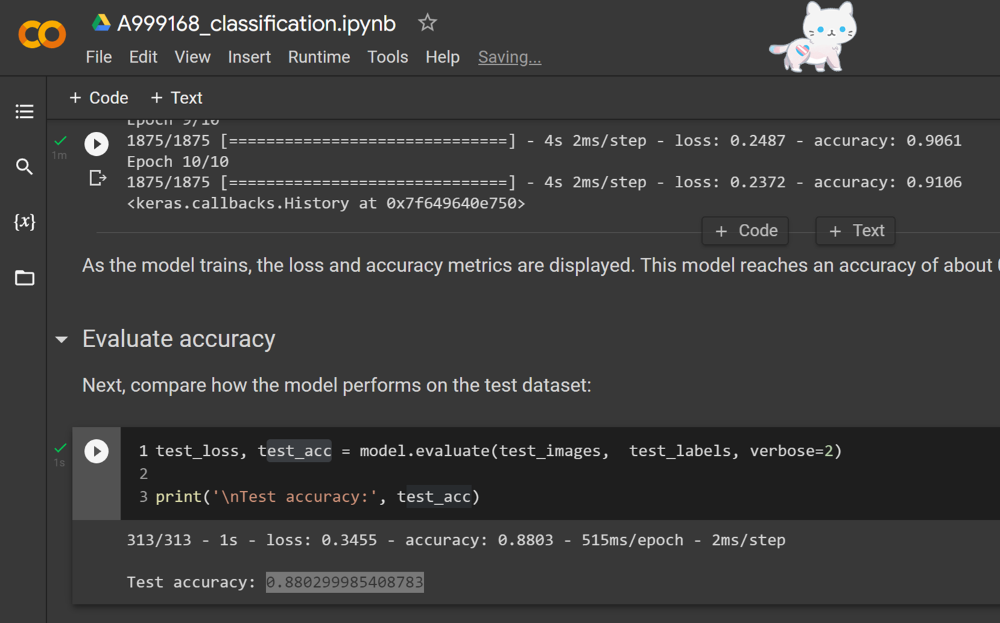 A999168_classification.ipynb
File Edit View Insert Runtime Tools Help Saving...
+ Code + Text
Epoch 9/10
1m
1875/1875 [==============================] - 4s 2ms/step - loss: 0.2487 - accuracy: 0.9061
Epoch 10/10
1875/1875 [==============================] - 4s 2ms/step - loss: 0.2372 - accuracy: 0.9106
<keras.callbacks.History at 0x7f649640e750>
+ Code + Text
As the model trains, the loss and accuracy metrics are displayed. This model reaches an accuracy of about
Evaluate accuracy
Next, compare how the model performs on the test dataset:
1s
1 test_loss, test_acc = model.evaluate(test_images,  test_labels, verbose=2)
2
3 print('\nTest accuracy:', test_acc)
313/313 - 1s - loss: 0.3455 - accuracy: 0.8803 - 515ms/epoch - 2ms/step
Test accuracy: 0.880299985408783
{x}